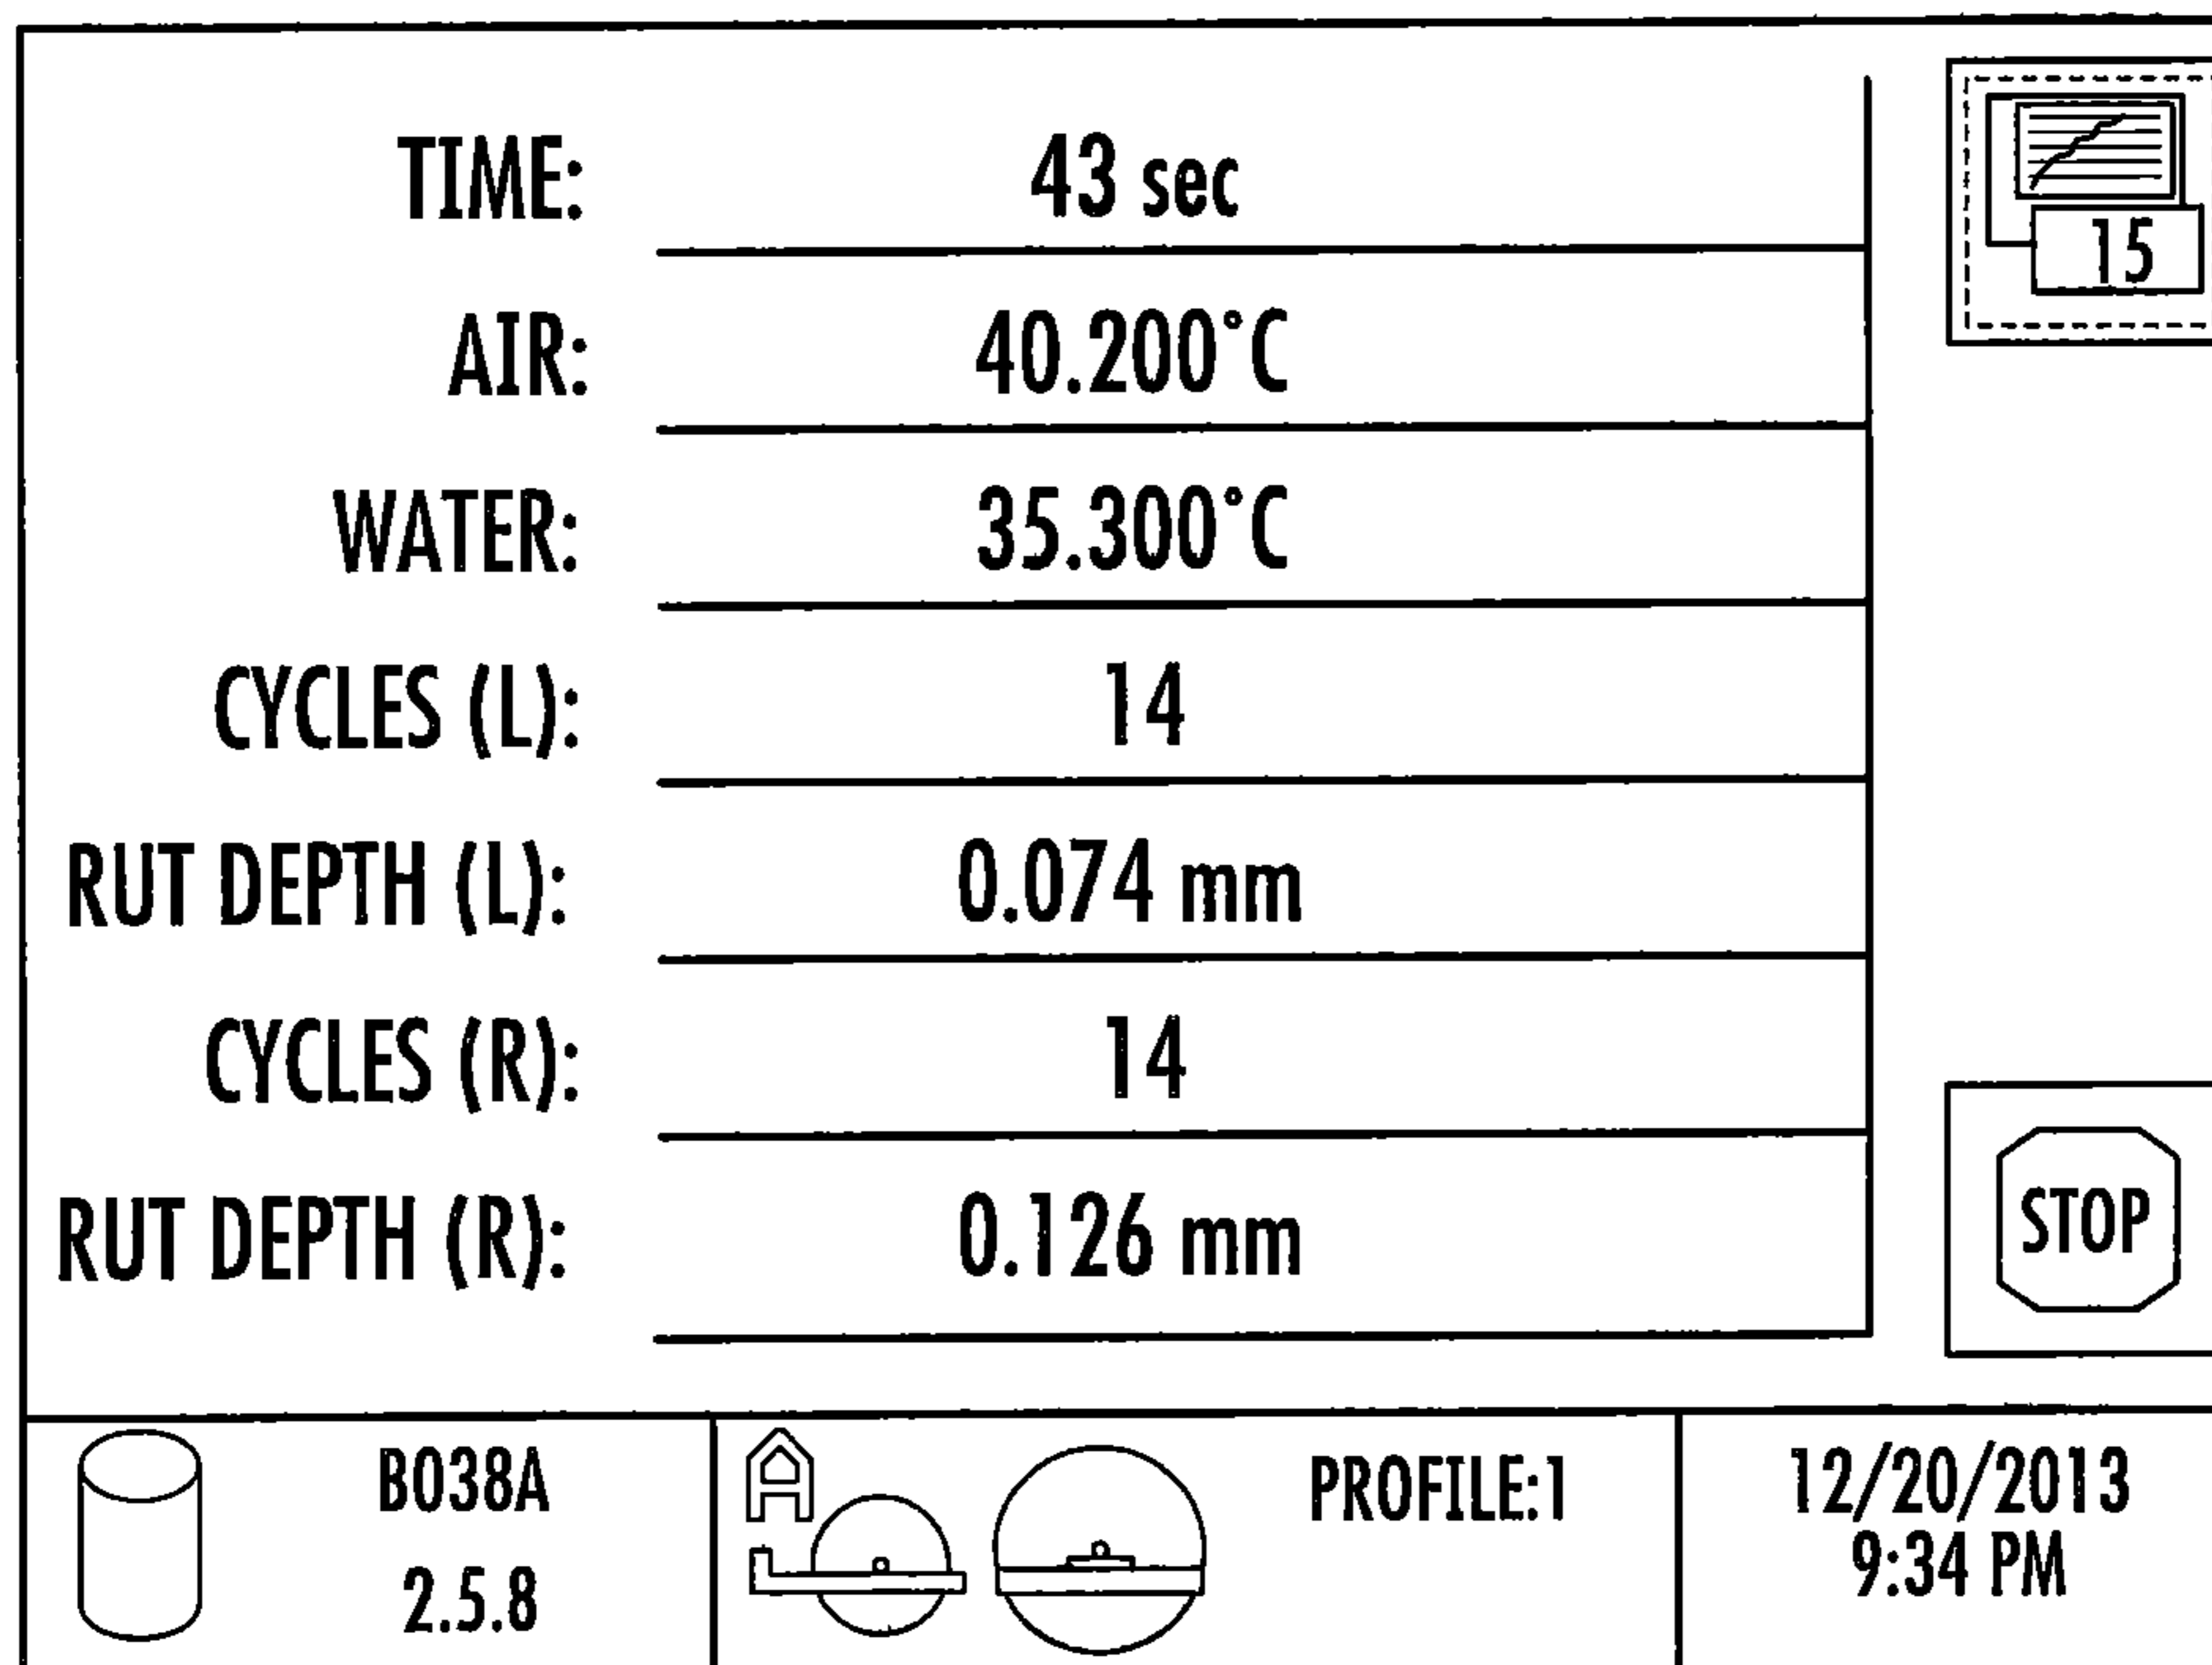 TIME: 43 sec
15
AIR: 40.200°C
WATER: 35.300°C
CYCLES (L): 14
RUT DEPTH (L): 0.074 mm
CYCLES (R): 14
RUT DEPTH (R): 0.126 mm
STOP
B038A
2.5.8
A
PROFILE:1
12/20/2013
9:34 PM